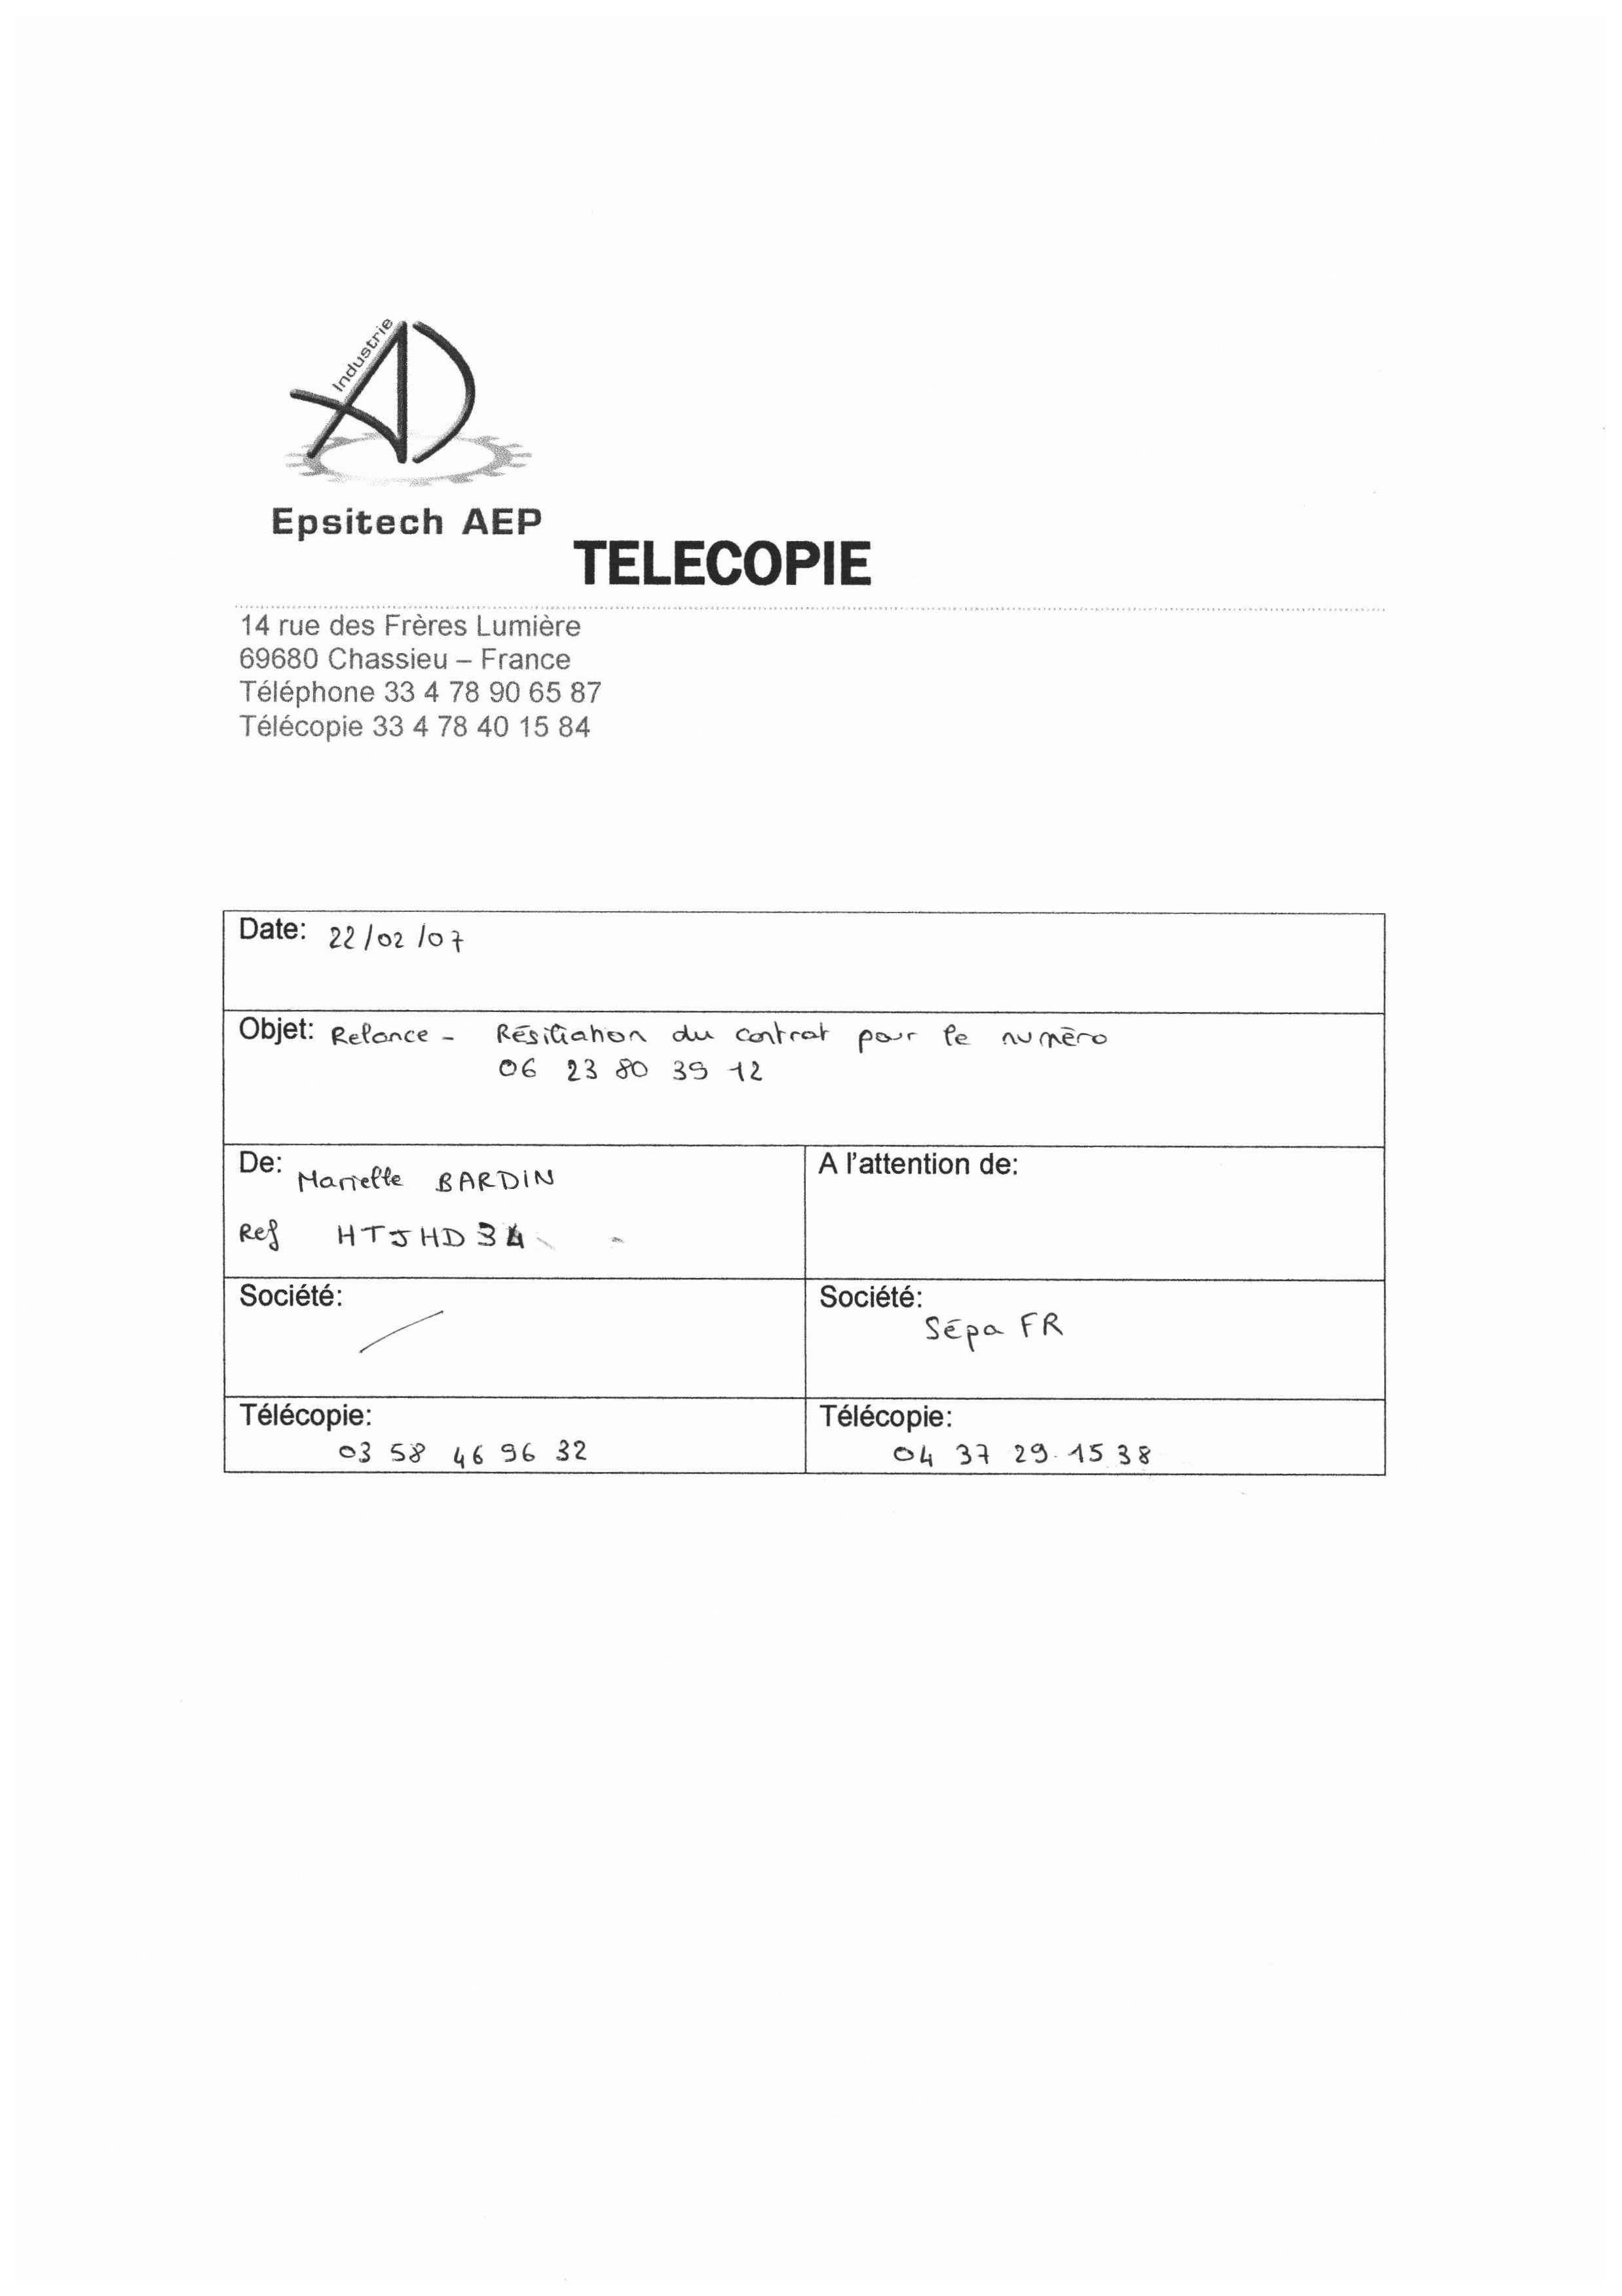 Industrie
Epsitech AEP
TELECOPIE
14 rue des Frères Lumière
69680 Chassieu – France
Téléphone 33 4 78 90 65 87
Télécopie 33 4 78 40 15 84
Date: 22/02/07
Objet: Relance - Résiliation du contrat pour le numéro
06 23 80 39 12
De: Marielle BARDIN
Ref HTJHD34
A l'attention de:
Société:
Société:
Sépa FR
Télécopie:
03 58 46 96 32
Télécopie:
04 37 29 15 38